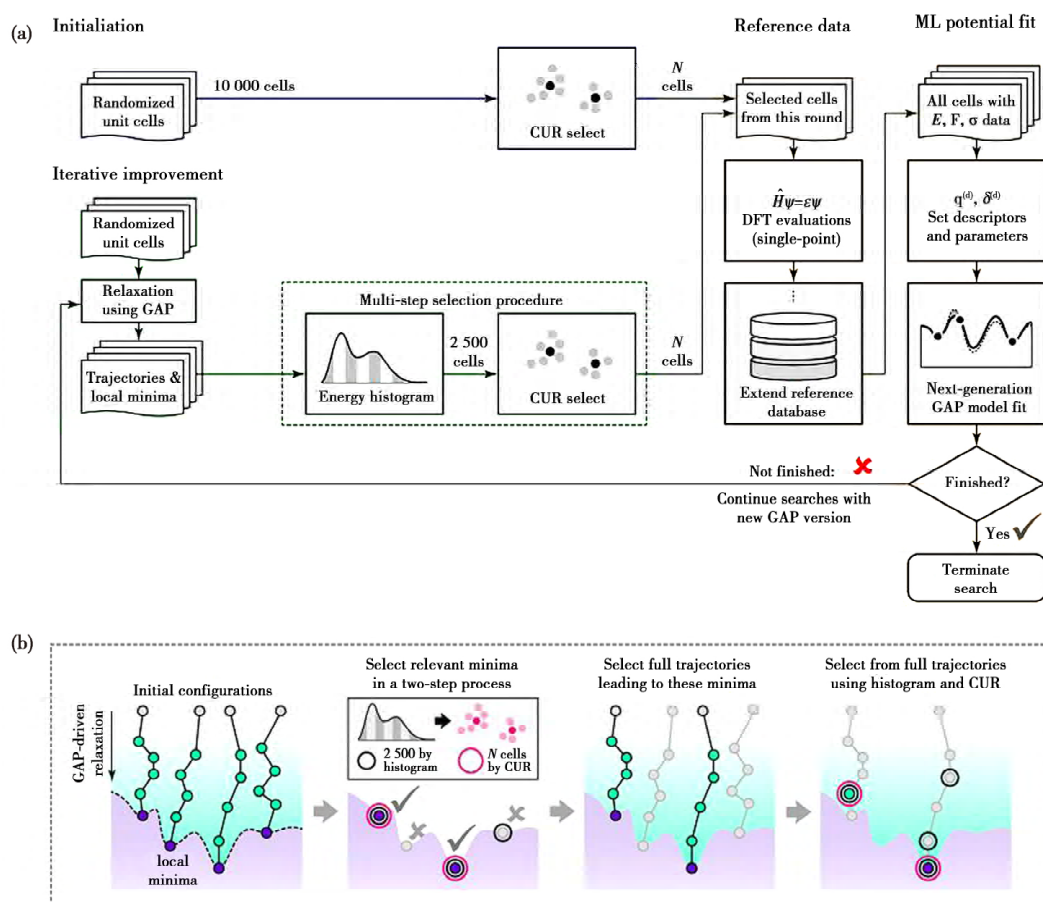 (a)
Initialiation
Reference data
ML potential fit
Randomized
unit cells
10 000 cells
CUR select
N
cells
Selected cells
from this round
All cells with
E, F, σ data
Iterative improvement
Randomized
unit cells
Relaxation
using GAP
Trajectories &
local minima
Multi-step selection procedure
Energy histogram
2 500
cells
CUR select
N
cells
Ĥψ=εψ
DFT evaluations
(single-point)
⋮
Extend reference
database
q(d), δ(d)
Set descriptors
and parameters
Next-generation
GAP model fit
Finished?
Not finished: ✘
Continue searches with
new GAP version
Yes ✓
Terminate
search
(b)
GAP-driven
relaxation
Initial configurations
local
minima
Select relevant minima
in a two-step process
2 500 by
histogram
N cells
by CUR
Select full trajectories
leading to these minima
Select from full trajectories
using histogram and CUR